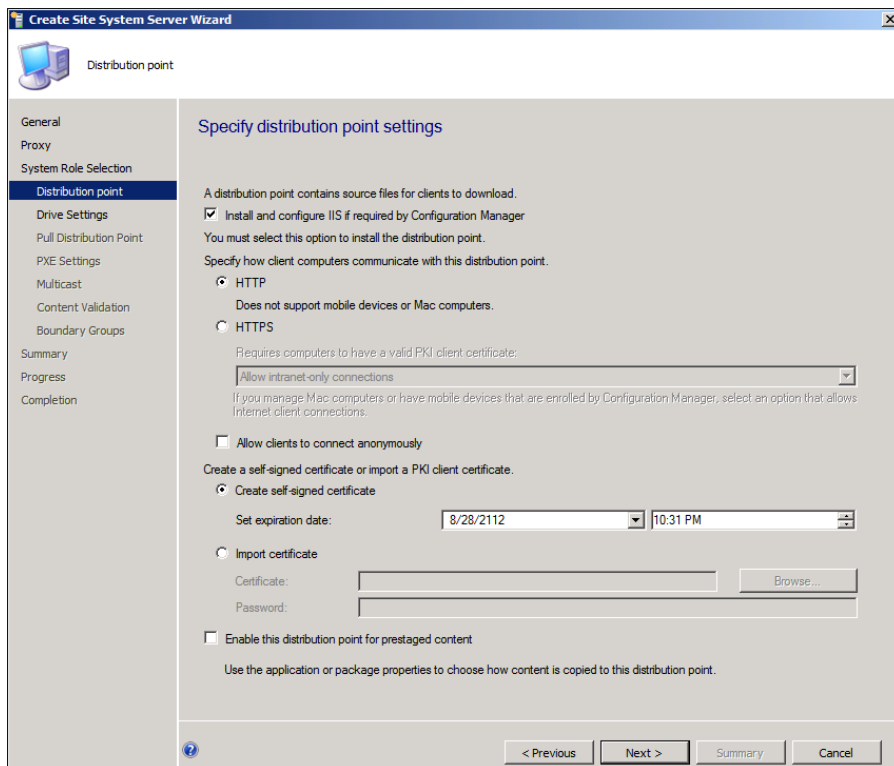 Create Site System Server Wizard
Distribution point
General
Proxy
System Role Selection
Distribution point
Drive Settings
Pull Distribution Point
PXE Settings
Multicast
Content Validation
Boundary Groups
Summary
Progress
Completion
Specify distribution point settings
A distribution point contains source files for clients to download.
Install and configure IIS if required by Configuration Manager
You must select this option to install the distribution point.
Specify how client computers communicate with this distribution point.
HTTP
Does not support mobile devices or Mac computers.
HTTPS
Requires computers to have a valid PKI client certificate:
Allow intranet-only connections
If you manage Mac computers or have mobile devices that are enrolled by Configuration Manager, select an option that allows
Internet client connections.
Allow clients to connect anonymously
Create a self-signed certificate or import a PKI client certificate.
Create self-signed certificate
Set expiration date: 8/28/2112 10:31 PM
Import certificate
Certificate: Browse...
Password:
Enable this distribution point for prestaged content
Use the application or package properties to choose how content is copied to this distribution point.
< Previous Next > Summary Cancel